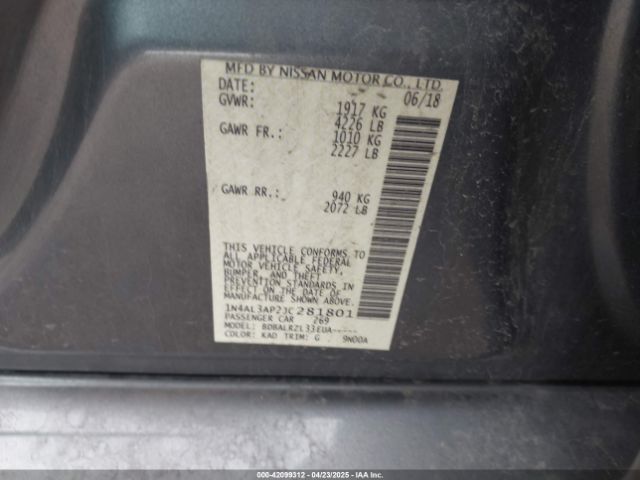 MFD BY NISSAN MOTOR CO., LTD.
DATE: 06/18
GVWR: 1917 KG
4226 LB
GAWR FR.: 1010 KG
2227 LB
GAWR RR.: 940 KG
2072 LB
THIS VEHICLE CONFORMS TO
ALL APPLICABLE FEDERAL
MOTOR VEHICLE SAFETY,
BUMPER, AND THEFT
PREVENTION STANDARDS IN
EFFECT ON THE DATE OF
MANUFACTURE SHOWN ABOVE.
1N4AL3AP2JC281801
PASSENGER CAR 269
MODEL: BDBALRZL33EUA-----
COLOR: KAD TRIM: G 9N00A
000-42099312 | 04/23/2025 | IAA Inc.